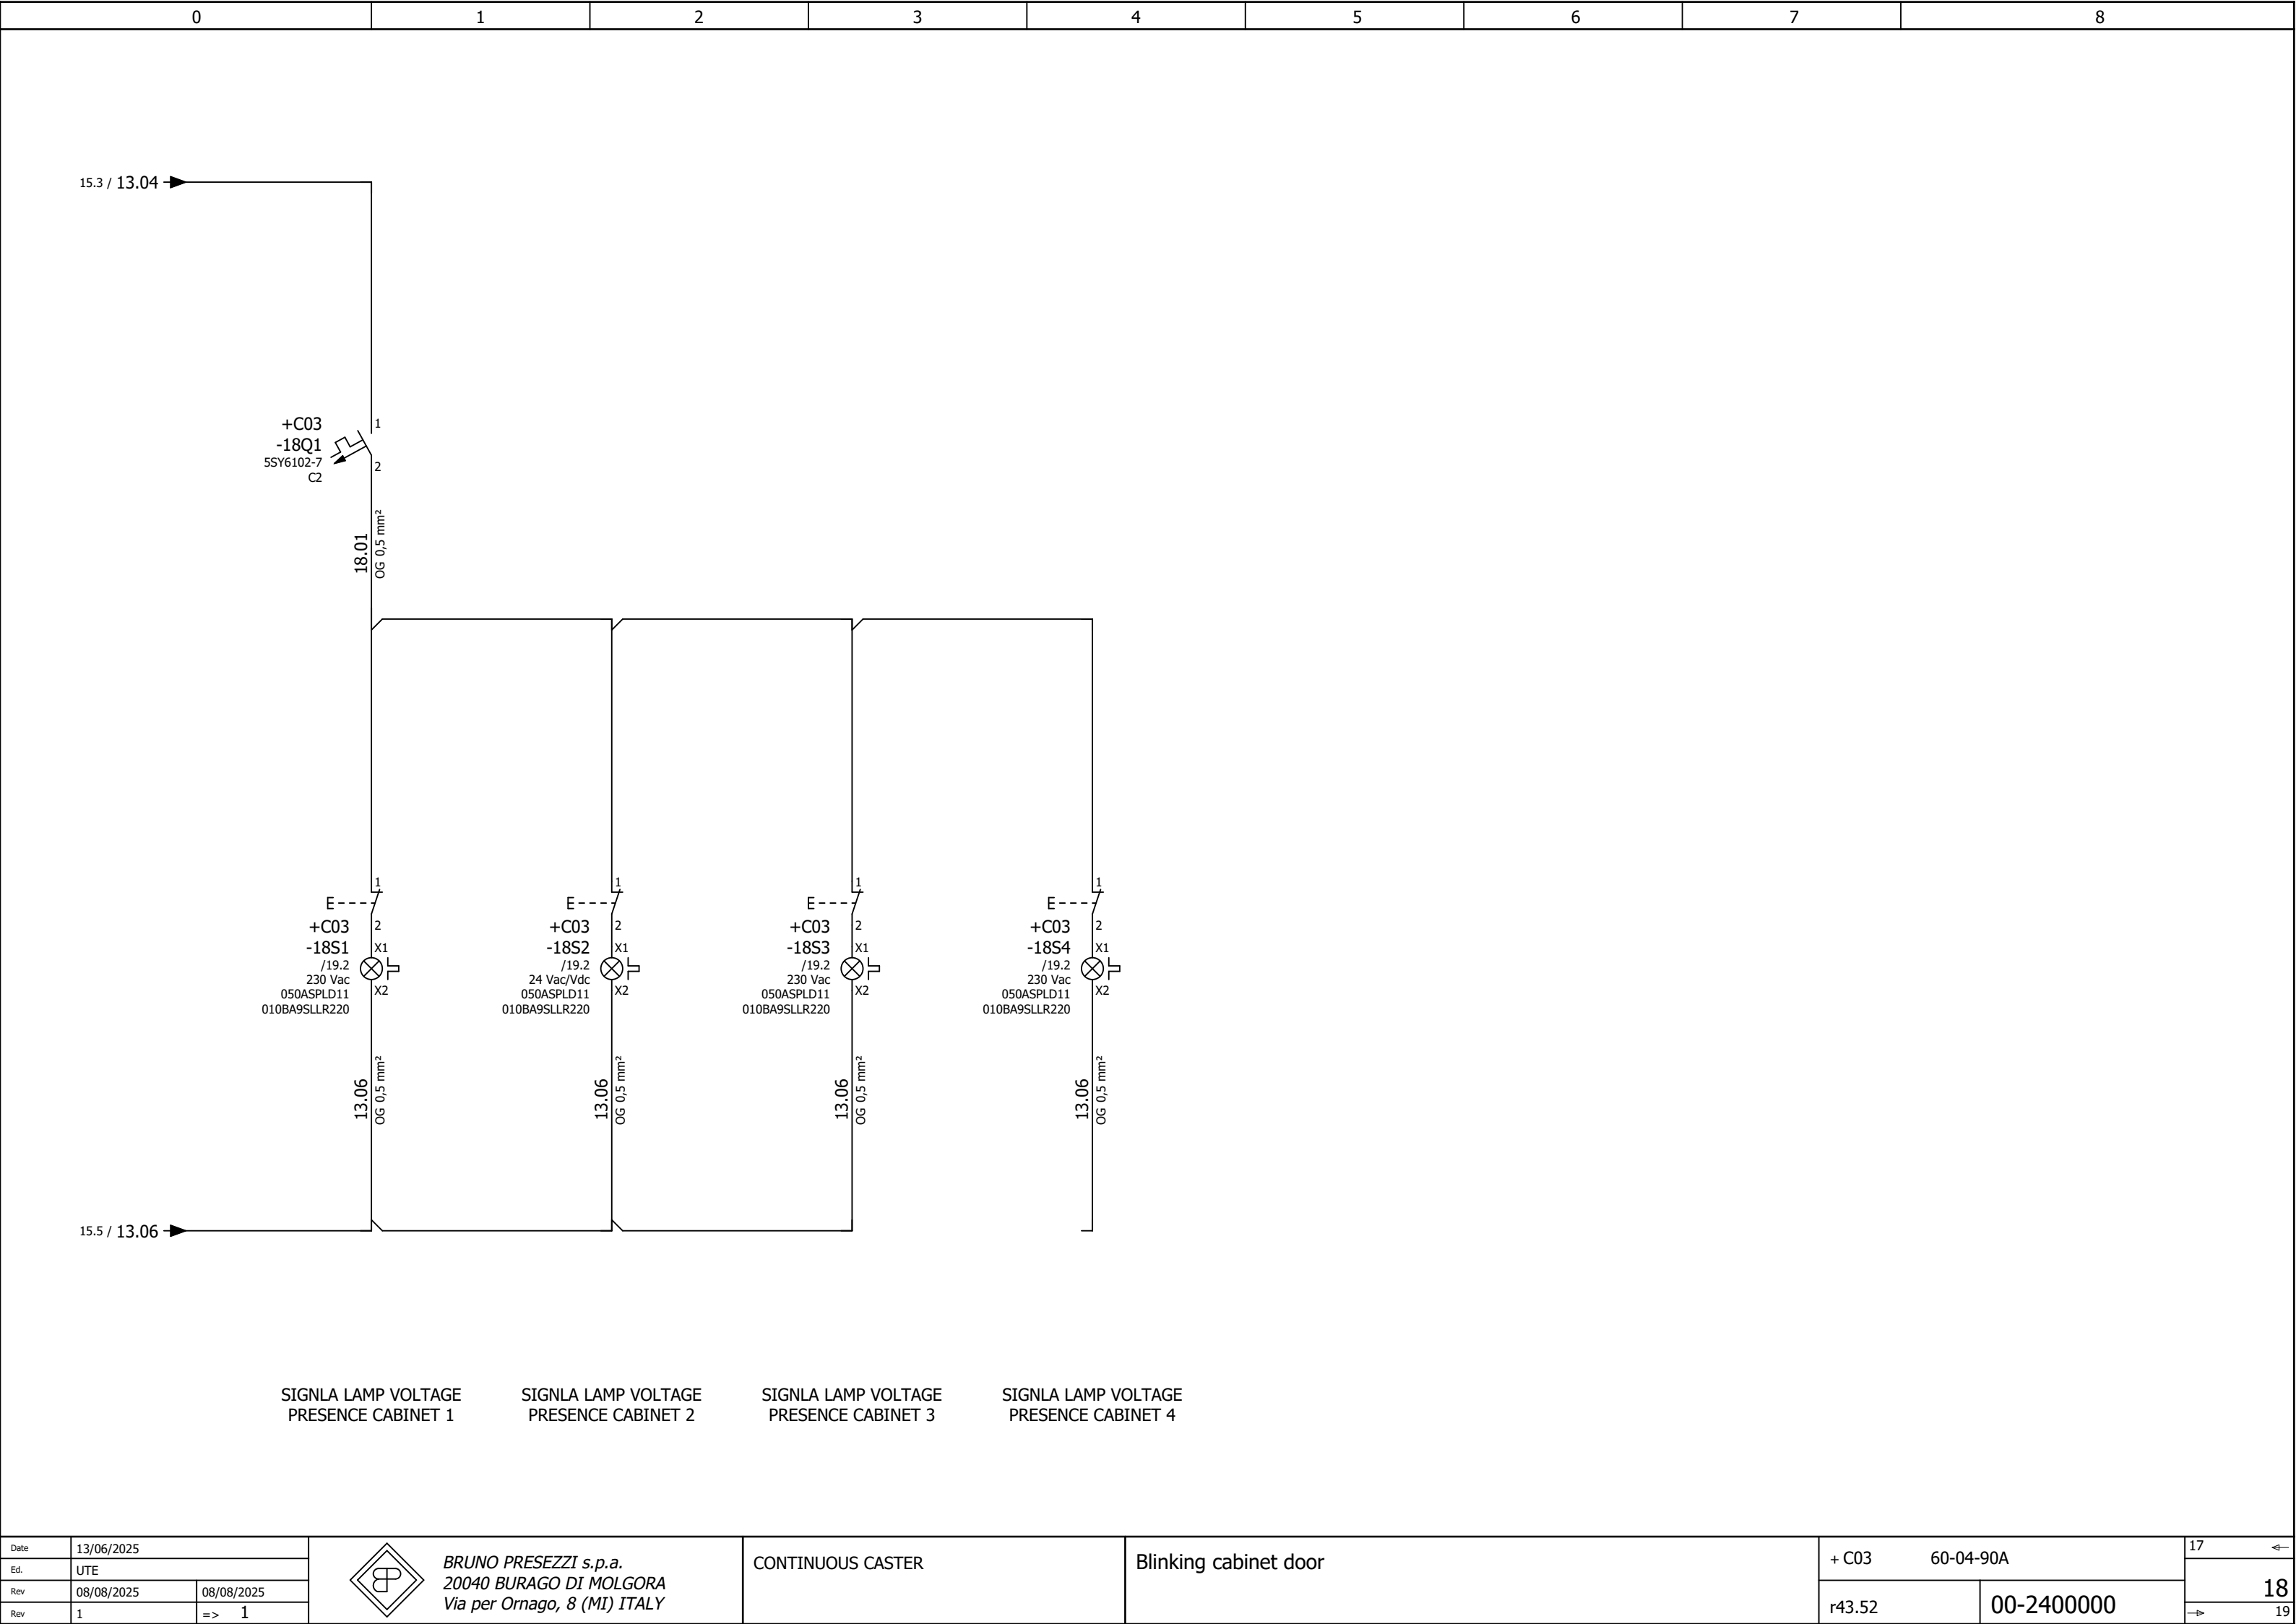 0 1 2 3 4 5 6 7 8
15.3 / 13.04
+C03
-18Q1
5SY6102-7
C2
1
2
18.01
OG 0,5 mm²
E
1
+C03
2
-18S1
X1
/19.2
230 Vac
050ASPLD11
X2
010BA9SLLR220
E
1
+C03
2
-18S2
X1
/19.2
24 Vac/Vdc
050ASPLD11
X2
010BA9SLLR220
E
1
+C03
2
-18S3
X1
/19.2
230 Vac
050ASPLD11
X2
010BA9SLLR220
E
1
+C03
2
-18S4
X1
/19.2
230 Vac
050ASPLD11
X2
010BA9SLLR220
13.06
OG 0,5 mm²
13.06
OG 0,5 mm²
13.06
OG 0,5 mm²
13.06
OG 0,5 mm²
15.5 / 13.06
SIGNLA LAMP VOLTAGE
PRESENCE CABINET 1
SIGNLA LAMP VOLTAGE
PRESENCE CABINET 2
SIGNLA LAMP VOLTAGE
PRESENCE CABINET 3
SIGNLA LAMP VOLTAGE
PRESENCE CABINET 4
Date 13/06/2025
Ed. UTE
Rev 08/08/2025 08/08/2025
Rev 1 => 1
BP
BRUNO PRESEZZI s.p.a.
20040 BURAGO DI MOLGORA
Via per Ornago, 8 (MI) ITALY
CONTINUOUS CASTER
Blinking cabinet door
+ C03 60-04-90A
r43.52 00-2400000
17
18
19